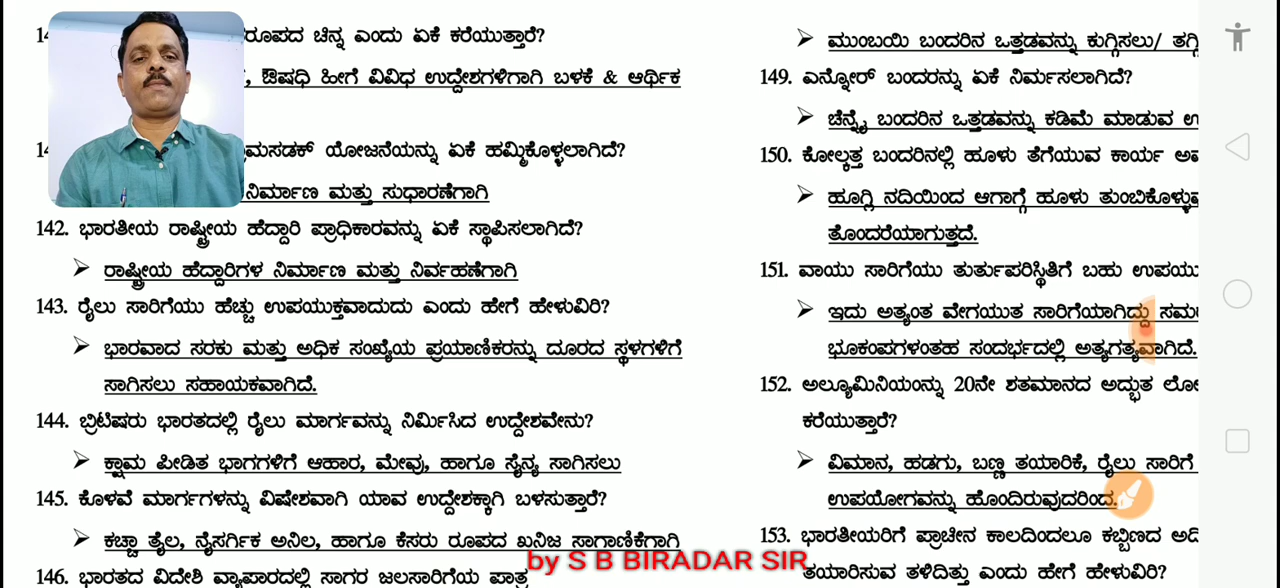 ರೂಪದ ಚಿನ್ನ ಎಂದು ಏಕೆ ಕರೆಯುತ್ತಾರೆ?
, ಔಷಧಿ ಹೀಗೆ ವಿವಿಧ ಉದ್ದೇಶಗಳಿಗಾಗಿ ಬಳಕೆ & ಆರ್ಥಿಕ
ಮಸಡಕ್ ಯೋಜನೆಯನ್ನು ಏಕೆ ಹಮ್ಮಿಕೊಳ್ಳಲಾಗಿದೆ?
ನಿರ್ಮಾಣ ಮತ್ತು ಸುಧಾರಣೆಗಾಗಿ
142. ಭಾರತೀಯ ರಾಷ್ಟ್ರೀಯ ಹೆದ್ದಾರಿ ಪ್ರಾಧಿಕಾರವನ್ನು ಏಕೆ ಸ್ಥಾಪಿಸಲಾಗಿದೆ?
➢ ರಾಷ್ಟ್ರೀಯ ಹೆದ್ದಾರಿಗಳ ನಿರ್ಮಾಣ ಮತ್ತು ನಿರ್ವಹಣೆಗಾಗಿ
143. ರೈಲು ಸಾರಿಗೆಯು ಹೆಚ್ಚು ಉಪಯುಕ್ತವಾದುದು ಎಂದು ಹೇಗೆ ಹೇಳುವಿರಿ?
➢ ಭಾರವಾದ ಸರಕು ಮತ್ತು ಅಧಿಕ ಸಂಖ್ಯೆಯ ಪ್ರಯಾಣಿಕರನ್ನು ದೂರದ ಸ್ಥಳಗಳಿಗೆ
ಸಾಗಿಸಲು ಸಹಾಯಕವಾಗಿದೆ.
144. ಬ್ರಿಟಿಷರು ಭಾರತದಲ್ಲಿ ರೈಲು ಮಾರ್ಗವನ್ನು ನಿರ್ಮಿಸಿದ ಉದ್ದೇಶವೇನು?
➢ ಕ್ಷಾಮ ಪೀಡಿತ ಭಾಗಗಳಿಗೆ ಆಹಾರ, ಮೇವು, ಹಾಗೂ ಸೈನ್ಯ ಸಾಗಿಸಲು
145. ಕೊಳವೆ ಮಾರ್ಗಗಳನ್ನು ವಿಷೇಶವಾಗಿ ಯಾವ ಉದ್ದೇಶಕ್ಕಾಗಿ ಬಳಸುತ್ತಾರೆ?
➢ ಕಚ್ಚಾ ತೈಲ, ನೈಸರ್ಗಿಕ ಅನಿಲ, ಹಾಗೂ ಕೆಸರು ರೂಪದ ಖನಿಜ ಸಾಗಾಣಿಕೆಗಾಗಿ
146. ಭಾರತದ ವಿದೇಶಿ ವ್ಯಾಪಾರದಲ್ಲಿ ಸಾಗರ ಜಲಸಾರಿಗೆಯ ಪಾತ್ರ
➢ ಮುಂಬಯಿ ಬಂದರಿನ ಒತ್ತಡವನ್ನು ಕುಗ್ಗಿಸಲು/ ತಗ್ಗಿ
149. ಎನ್ನೋರ್ ಬಂದರನ್ನು ಏಕೆ ನಿರ್ಮಸಲಾಗಿದೆ?
➢ ಚೆನ್ನೈ ಬಂದರಿನ ಒತ್ತಡವನ್ನು ಕಡಿಮೆ ಮಾಡುವ ಉ
150. ಕೋಲ್ಕತ್ತ ಬಂದರಿನಲ್ಲಿ ಹೂಳು ತೆಗೆಯುವ ಕಾರ್ಯ ಅವ
➢ ಹೂಗ್ಲಿ ನದಿಯಿಂದ ಆಗಾಗ್ಗೆ ಹೂಳು ತುಂಬಿಕೊಳ್ಳುವ
ತೊಂದರೆಯಾಗುತ್ತದೆ.
151. ವಾಯು ಸಾರಿಗೆಯು ತುರ್ತುಪರಿಸ್ಥಿತಿಗೆ ಬಹು ಉಪಯು
➢ ಇದು ಅತ್ಯಂತ ವೇಗಯುತ ಸಾರಿಗೆಯಾಗಿದ್ದು ಸಮ
ಭೂಕಂಪಗಳಂತಹ ಸಂದರ್ಭದಲ್ಲಿ ಅತ್ಯಗತ್ಯವಾಗಿದೆ.
152. ಅಲ್ಯೂಮಿನಿಯಂನ್ನು 20ನೇ ಶತಮಾನದ ಅದ್ಭುತ ಲೋ
ಕರೆಯುತ್ತಾರೆ?
➢ ವಿಮಾನ, ಹಡಗು, ಬಣ್ಣ ತಯಾರಿಕೆ, ರೈಲು ಸಾರಿಗೆ
ಉಪಯೋಗವನ್ನು ಹೊಂದಿರುವುದರಿಂದ.
153. ಭಾರತೀಯರಿಗೆ ಪ್ರಾಚೀನ ಕಾಲದಿಂದಲೂ ಕಬ್ಬಿಣದ ಅದಿ
ತಯಾರಿಸುವ ತಿಳಿದಿತ್ತು ಎಂದು ಹೇಗೆ ಹೇಳುವಿರಿ?
by S B BIRADAR SIR